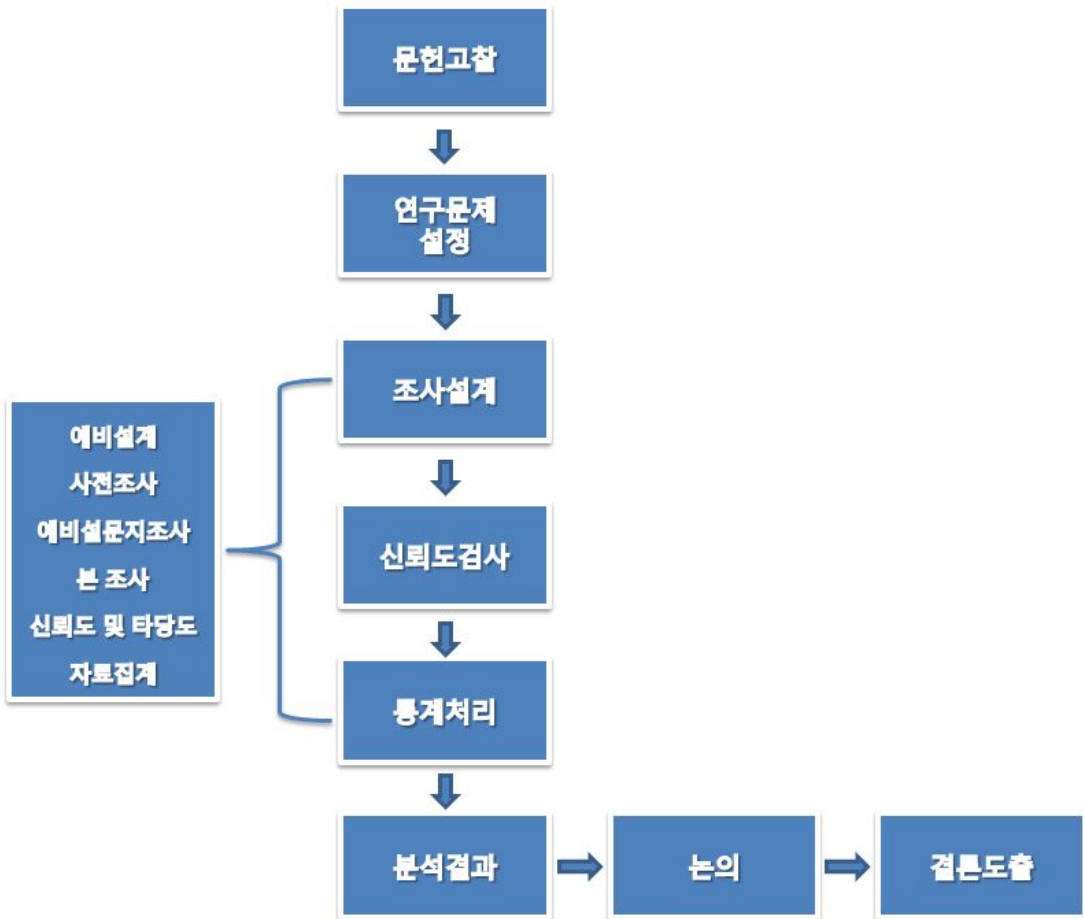 문헌고찰
연구문제
설정
조사설계
예비설계
사전조사
예비설문지조사
본 조사
신뢰도 및 타당도
자료집계
신뢰도검사
통계처리
분석결과
논의
결론도출